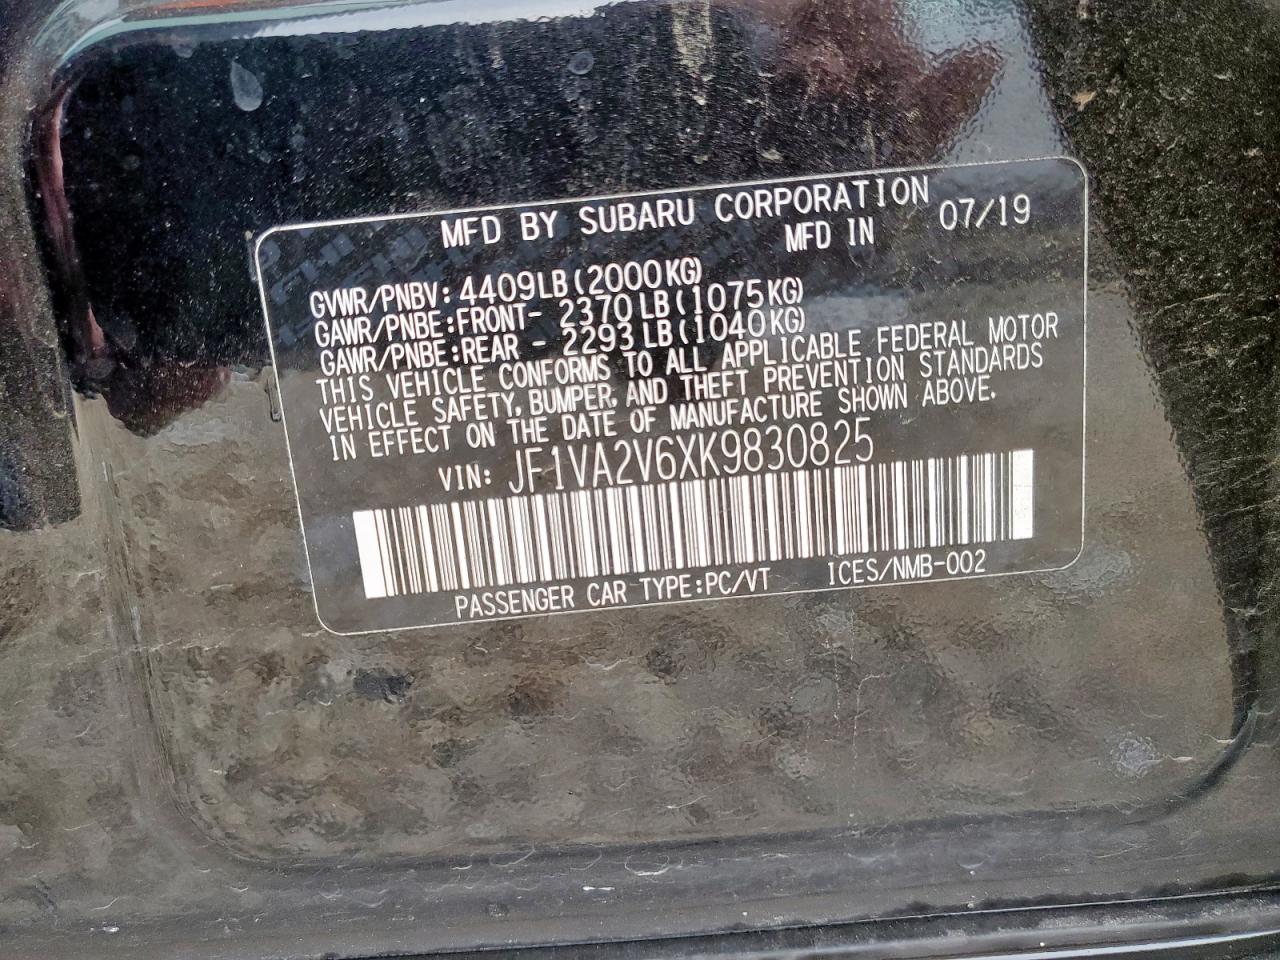 MFD BY SUBARU CORPORATION
MFD IN 07/19
GVWR/PNBV: 4409LB(2000KG)
GAWR/PNBE:FRONT- 2370LB(1075KG)
GAWR/PNBE:REAR - 2293LB(1040KG)
THIS VEHICLE CONFORMS TO ALL APPLICABLE FEDERAL MOTOR
VEHICLE SAFETY, BUMPER, AND THEFT PREVENTION STANDARDS
IN EFFECT ON THE DATE OF MANUFACTURE SHOWN ABOVE.
VIN: JF1VA2V6XK9830825
PASSENGER CAR TYPE:PC/VT ICES/NMB-002